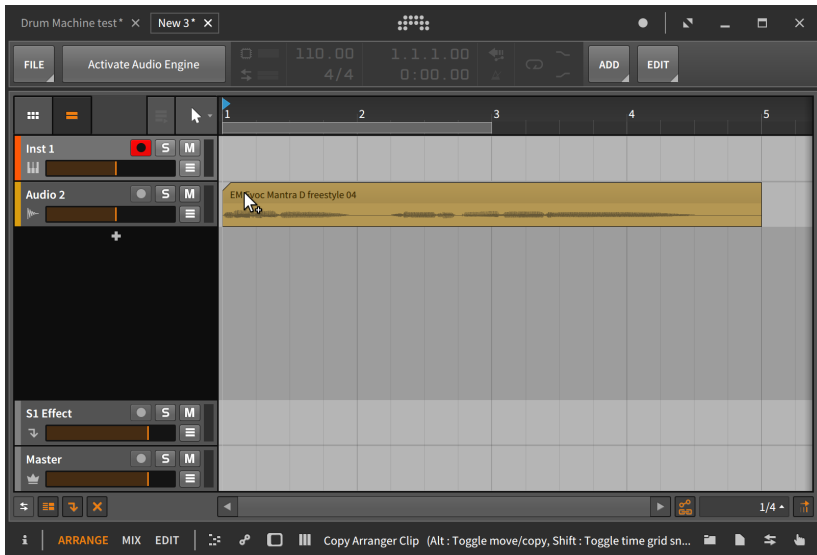 Drum Machine test* × New 3* ×
FILE Activate Audio Engine 110.00 4/4 1.1.1.00 0:00.00 ADD EDIT
1 2 3 4 5
Inst 1 S M
Audio 2 S M
EM voc Mantra D freestyle 04
S1 Effect S M
Master S M
1/4
i ARRANGE MIX EDIT Copy Arranger Clip (Alt : Toggle move/copy, Shift : Toggle time grid sn...